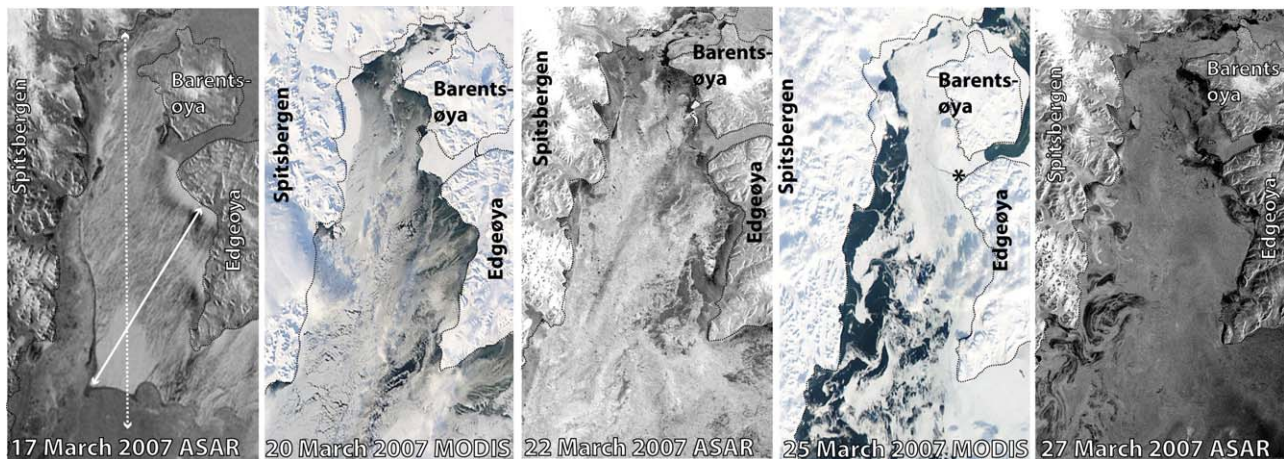 Spitsbergen
Barents-
øya
Edgeøya
17 March 2007 ASAR
Spitsbergen
Barents-
øya
Edgeøya
20 March 2007 MODIS
Spitsbergen
Barents-
øya
Edgeøya
22 March 2007 ASAR
Spitsbergen
Barents-
øya
*
Edgeøya
25 March 2007 MODIS
Spitsbergen
Barents-
øya
Edgeøya
27 March 2007 ASAR